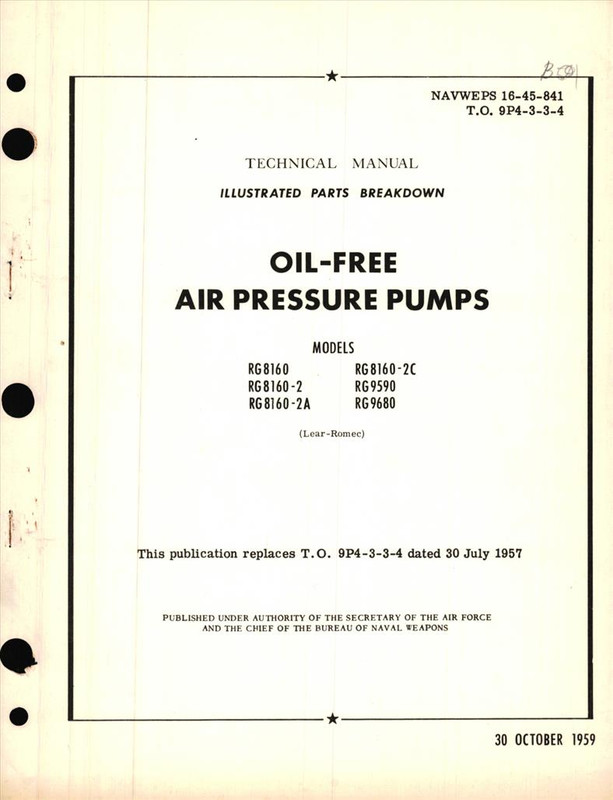 NAVWEPS 16-45-841
T.O. 9P4-3-3-4
TECHNICAL MANUAL
ILLUSTRATED PARTS BREAKDOWN
OIL-FREE
AIR PRESSURE PUMPS
MODELS
RG8160 RG8160-2C
RG8160-2 RG9590
RG8160-2A RG9680
(Lear-Romec)
This publication replaces T.O. 9P4-3-3-4 dated 30 July 1957
PUBLISHED UNDER AUTHORITY OF THE SECRETARY OF THE AIR FORCE
AND THE CHIEF OF THE BUREAU OF NAVAL WEAPONS
30 OCTOBER 1959